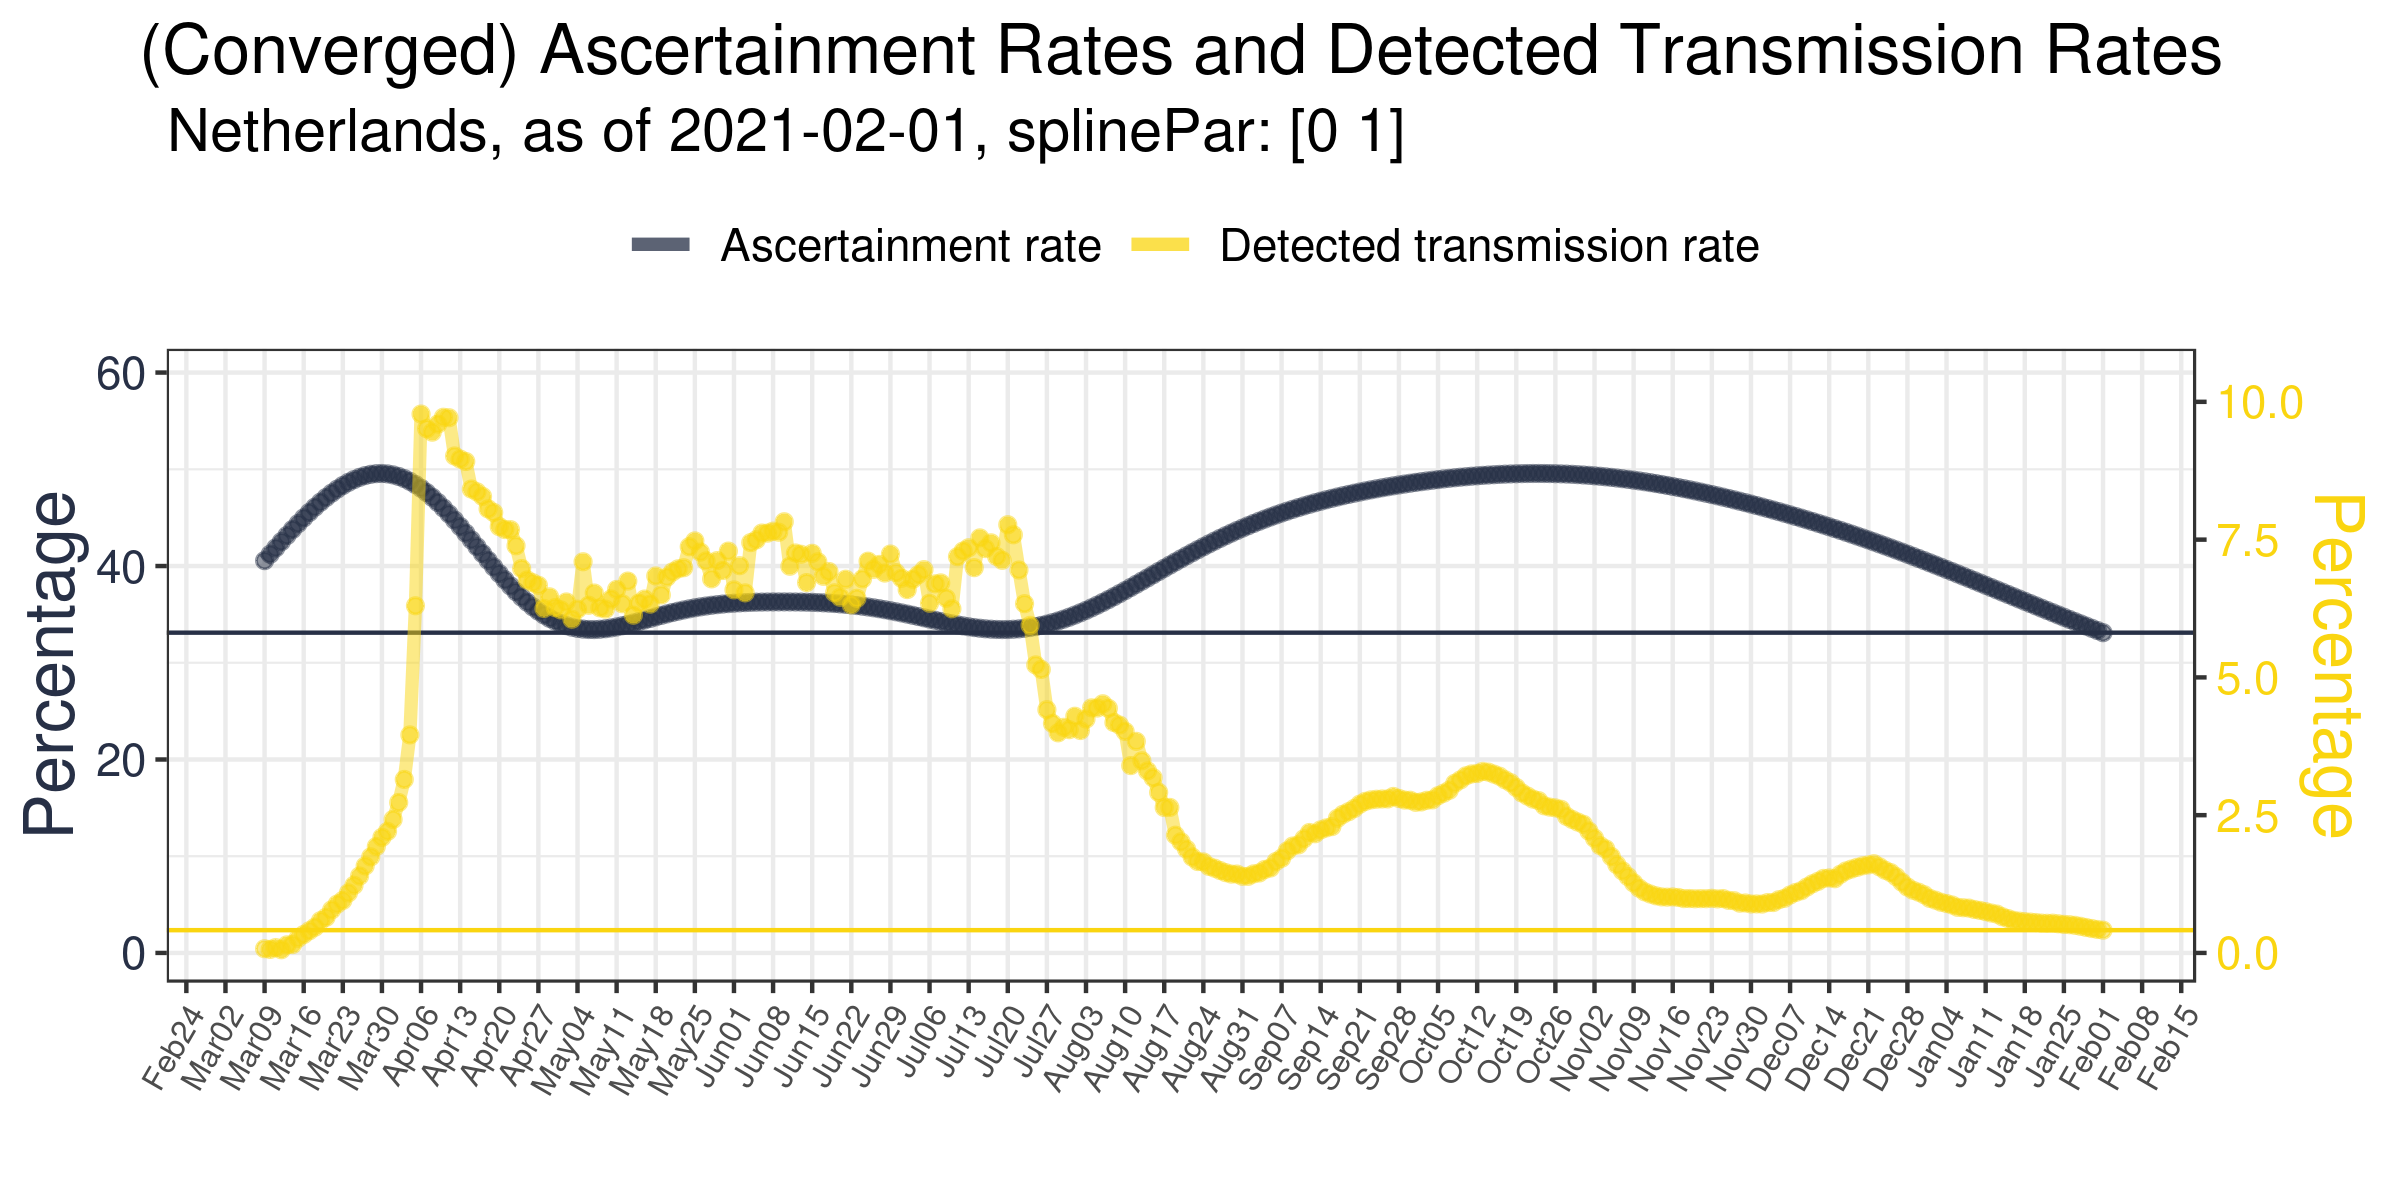 (Converged) Ascertainment Rates and Detected Transmission Rates
Netherlands, as of 2021-02-01, splinePar: [0 1]
Ascertainment rate
Detected transmission rate
Percentage
60
40
20
0
10.0
7.5
5.0
2.5
0.0
Percentage
Feb24
Mar02
Mar09
Mar16
Mar23
Mar30
Apr06
Apr13
Apr20
Apr27
May04
May11
May18
May25
Jun01
Jun08
Jun15
Jun22
Jun29
Jul06
Jul13
Jul20
Jul27
Aug03
Aug10
Aug17
Aug24
Aug31
Sep07
Sep14
Sep21
Sep28
Oct05
Oct12
Oct19
Oct26
Nov02
Nov09
Nov16
Nov23
Nov30
Dec07
Dec14
Dec21
Dec28
Jan04
Jan11
Jan18
Jan25
Feb01
Feb08
Feb15